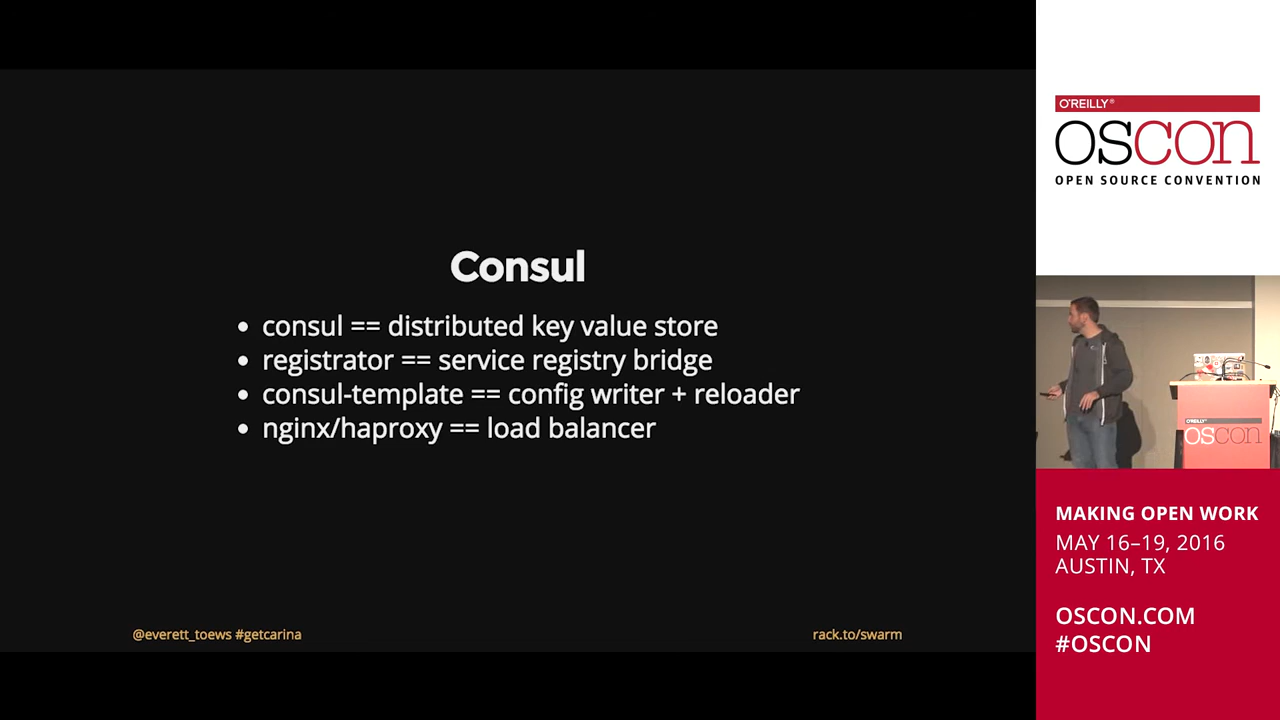 Consul
• consul == distributed key value store
• registrator == service registry bridge
• consul-template == config writer + reloader
• nginx/haproxy == load balancer
@everett_toews #getcarina
rack.to/swarm
O'REILLY®
OSCON
OPEN SOURCE CONVENTION
O'REILLY®
OSCON
MAKING OPEN WORK
MAY 16–19, 2016
AUSTIN, TX
OSCON.COM
#OSCON